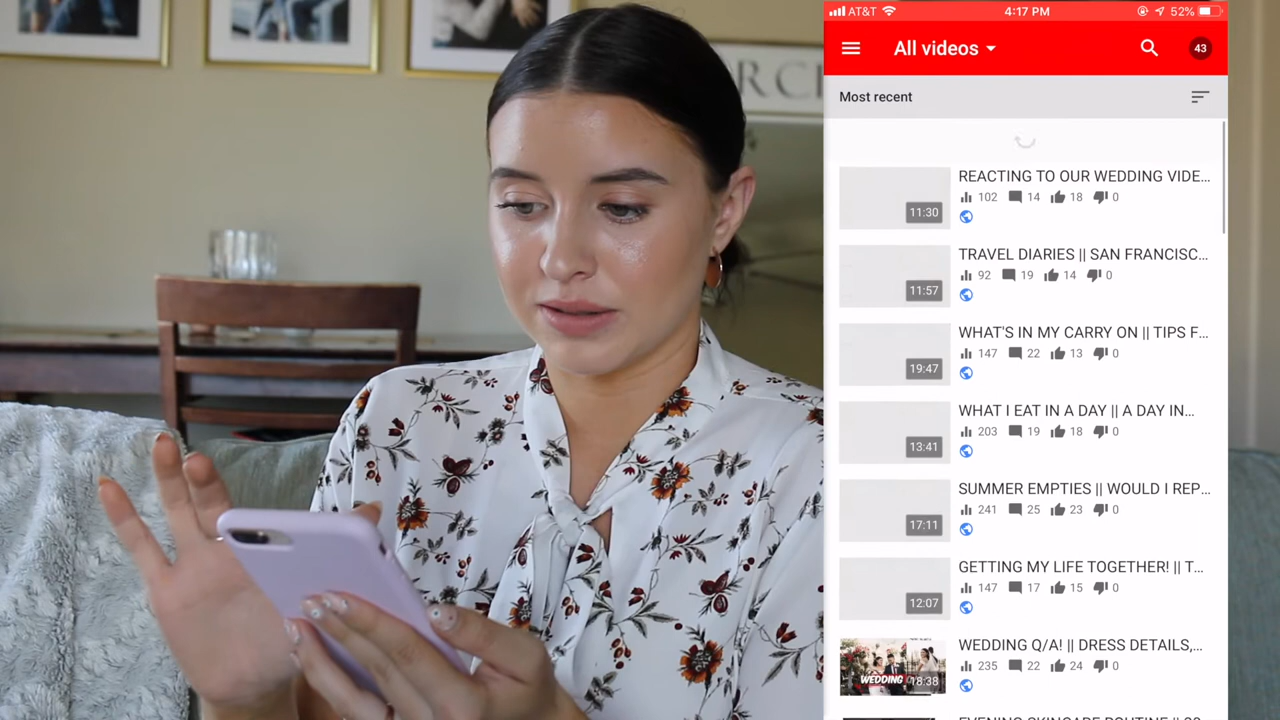 RCH
AT&T 4:17 PM 52%
All videos 43
Most recent
REACTING TO OUR WEDDING VIDE...
102 14 18 0
11:30
TRAVEL DIARIES || SAN FRANCISC...
92 19 14 0
11:57
WHAT'S IN MY CARRY ON || TIPS F...
147 22 13 0
19:47
WHAT I EAT IN A DAY || A DAY IN...
203 19 18 0
13:41
SUMMER EMPTIES || WOULD I REP...
241 25 23 0
17:11
GETTING MY LIFE TOGETHER! || T...
147 17 15 0
12:07
WEDDING Q/A! || DRESS DETAILS,...
235 22 24 0
WEDDING
18:38